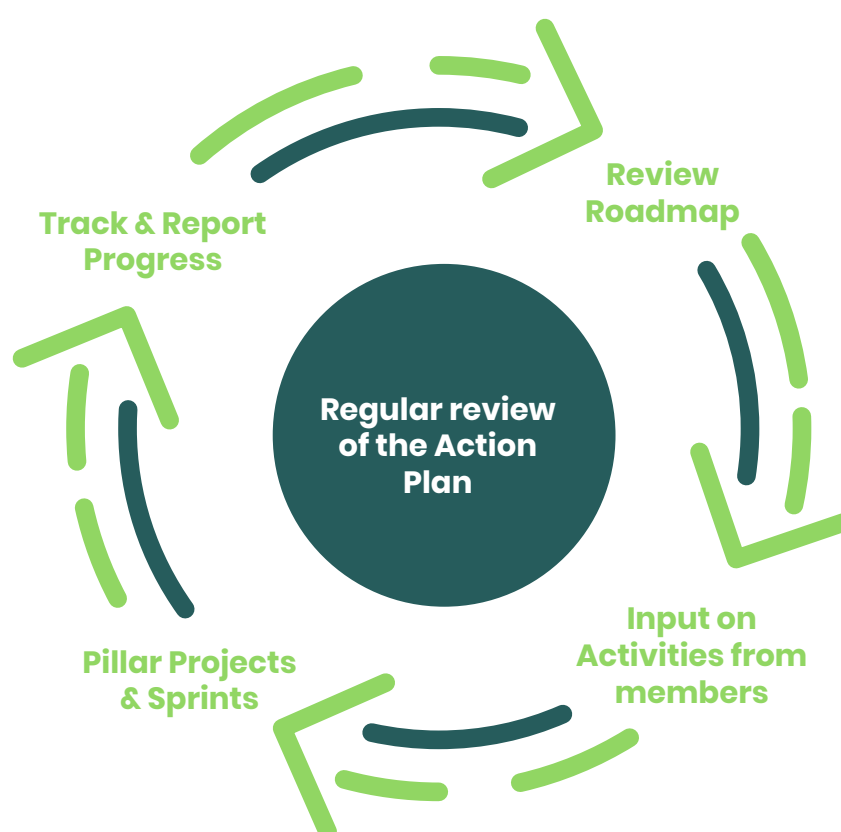 Review
Roadmap
Track & Report
Progress
Regular review
of the Action
Plan
Input on
Activities from
members
Pillar Projects
& Sprints